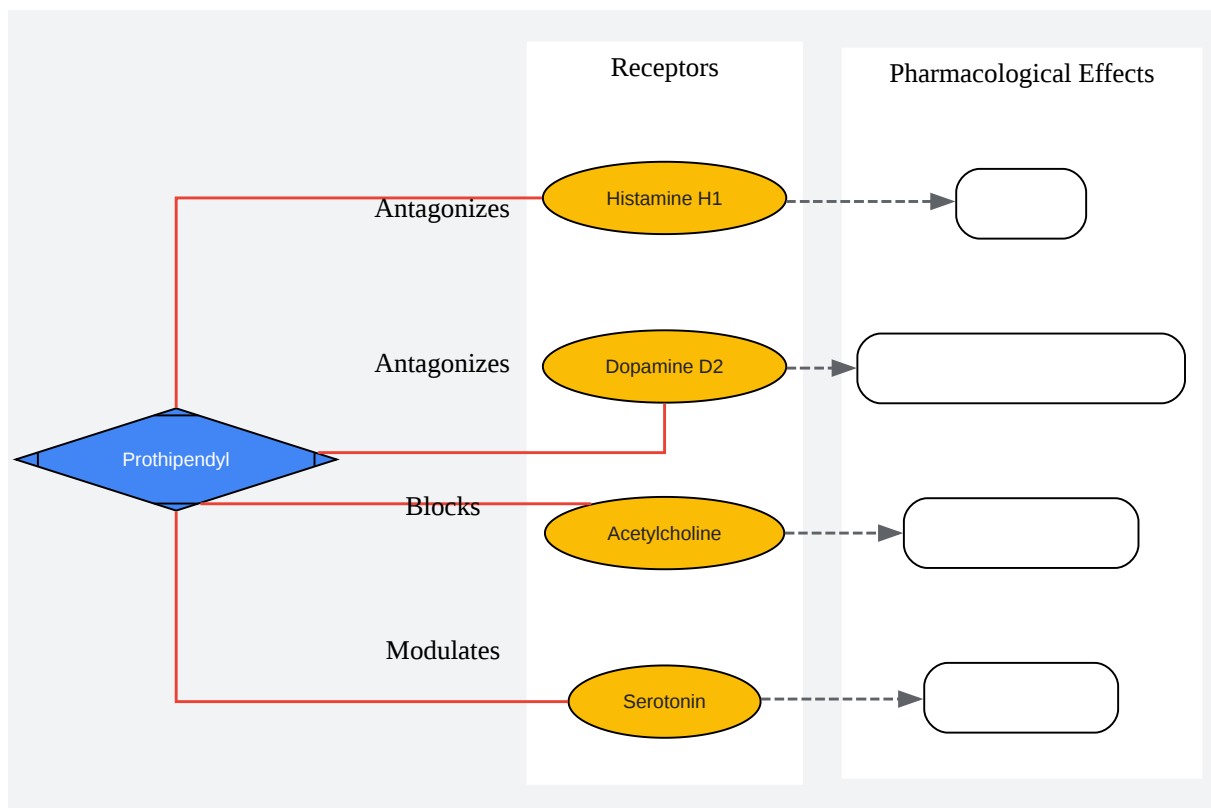 Receptors
Pharmacological Effects
Antagonizes
Histamine H1
Antagonizes
Dopamine D2
Prothipendyl
Blocks
Acetylcholine
Modulates
Serotonin